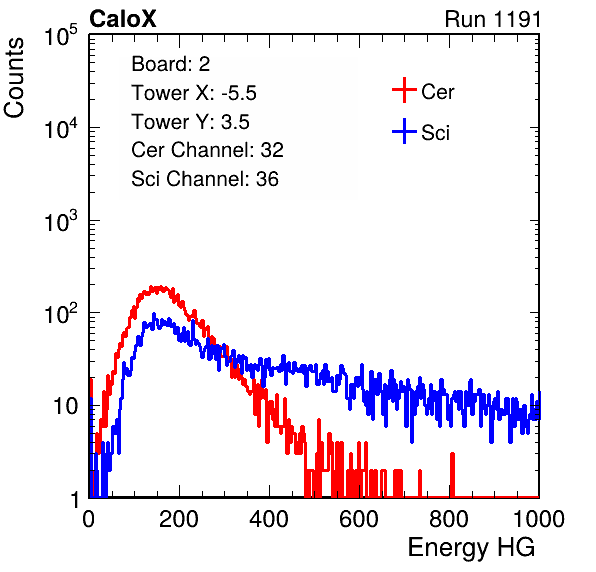 CaloX Run 1191
Counts
Board: 2
Tower X: -5.5
Tower Y: 3.5
Cer Channel: 32
Sci Channel: 36
Cer
Sci
10^5
10^4
10^3
10^2
10
1
0 200 400 600 800 1000
Energy HG